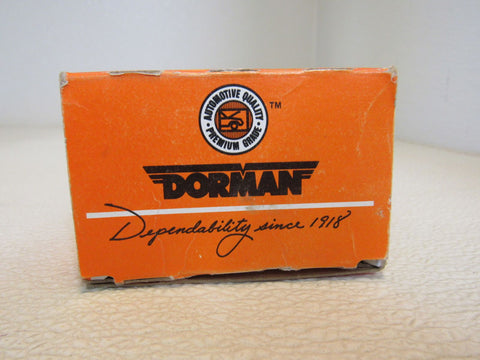 AUTOMOTIVE QUALITY
PREMIUM GRADE
TM
DORMAN
Dependability since 1918